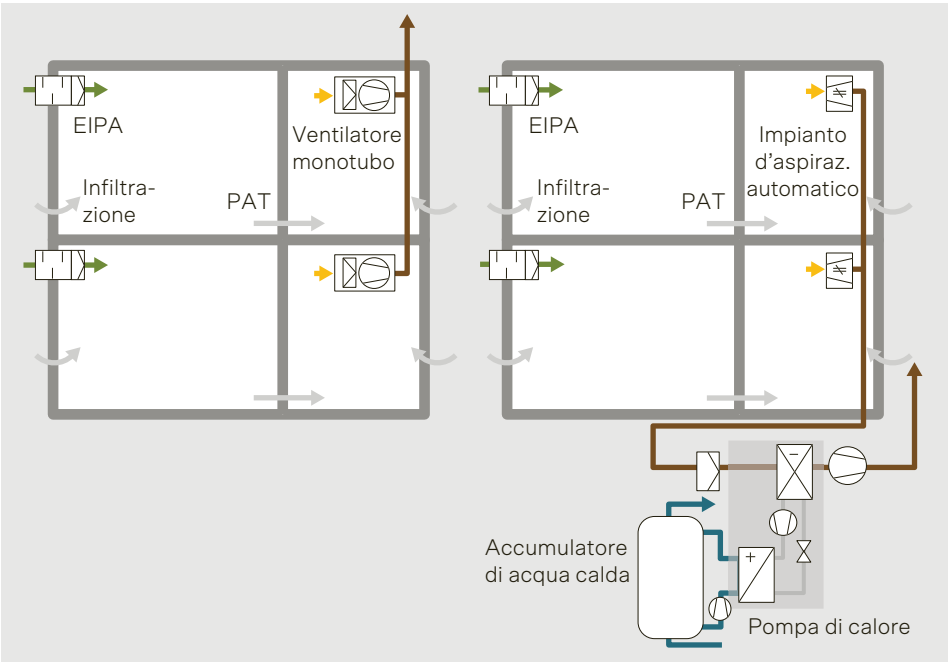 EIPA
Ventilatore
monotubo
Infiltra-
zione
PAT
EIPA
Impianto
d’aspiraz.
automatico
Infiltra-
zione
PAT
Accumulatore
di acqua calda
Pompa di calore